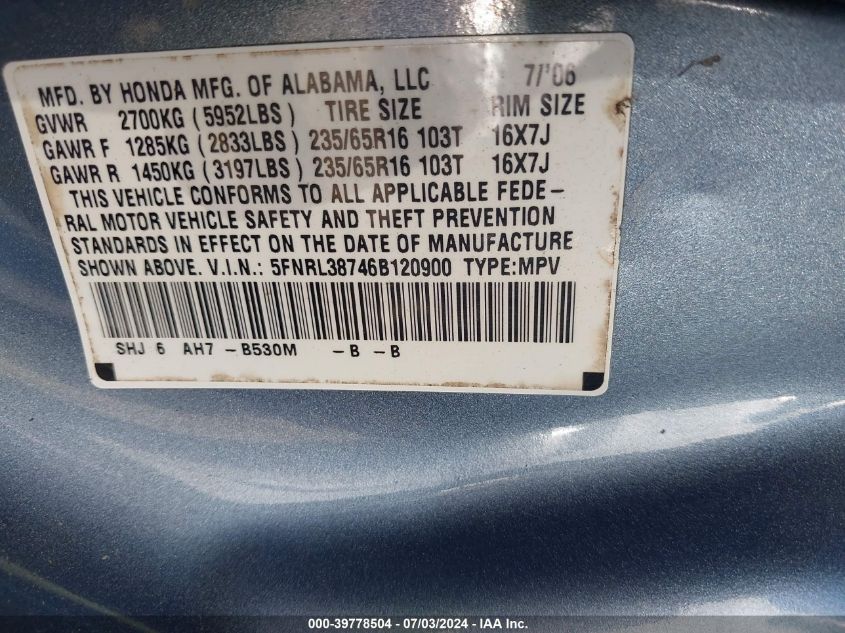 MFD. BY HONDA MFG. OF ALABAMA, LLC 7/'06
GVWR 2700KG (5952LBS) TIRE SIZE RIM SIZE
GAWR F 1285KG (2833LBS) 235/65R16 103T 16X7J
GAWR R 1450KG (3197LBS) 235/65R16 103T 16X7J
THIS VEHICLE CONFORMS TO ALL APPLICABLE FEDE-
RAL MOTOR VEHICLE SAFETY AND THEFT PREVENTION
STANDARDS IN EFFECT ON THE DATE OF MANUFACTURE
SHOWN ABOVE. V.I.N.: 5FNRL38746B120900 TYPE:MPV
SHJ 6 AH7 -B530M -B -B
000-39778504 - 07/03/2024 - IAA Inc.